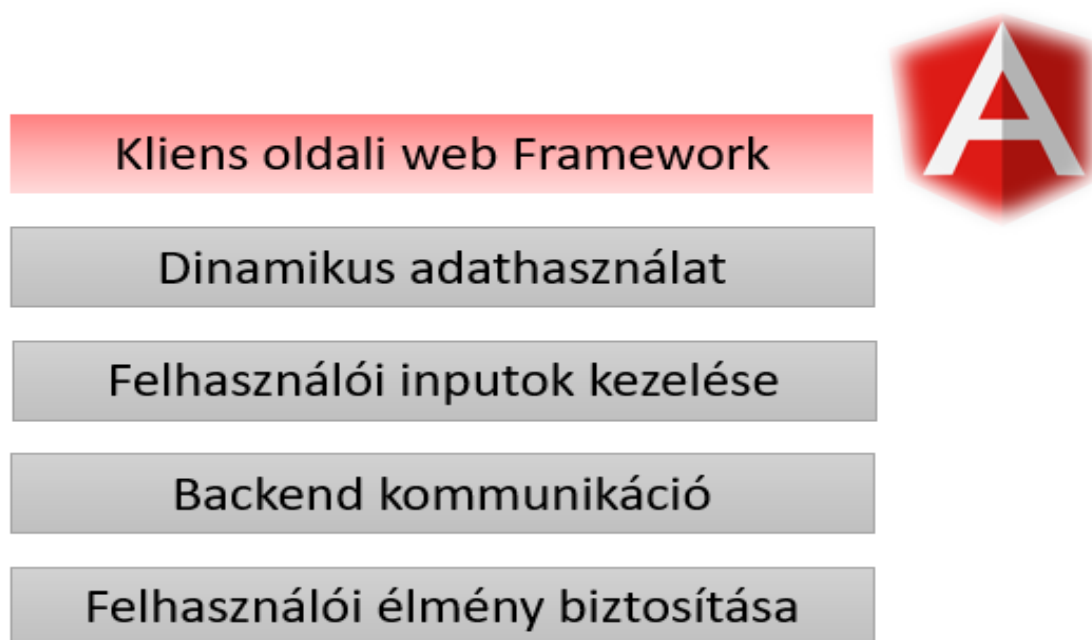 Kliens oldali web Framework
Dinamikus adathasználat
Felhasználói inputok kezelése
Backend kommunikáció
Felhasználói élmény biztosítása